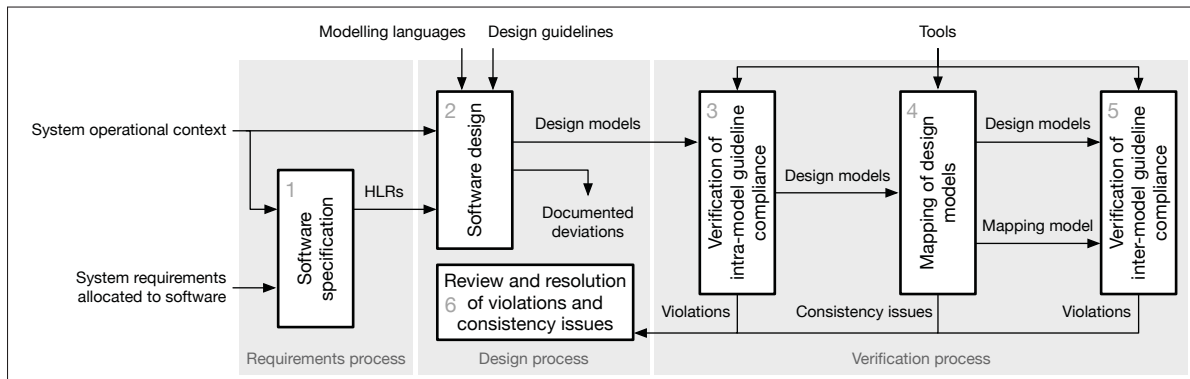 Modelling languages
Design guidelines
Tools
System operational context
System requirements
allocated to software
1
Software
specification
HLRs
2
Software design
Design models
Documented
deviations
6
Review and resolution
of violations and
consistency issues
3
Verification of
intra-model guideline
compliance
Design models
4
Mapping of design
models
Design models
Mapping model
5
Verification of
inter-model guideline
compliance
Violations
Consistency issues
Violations
Requirements process
Design process
Verification process